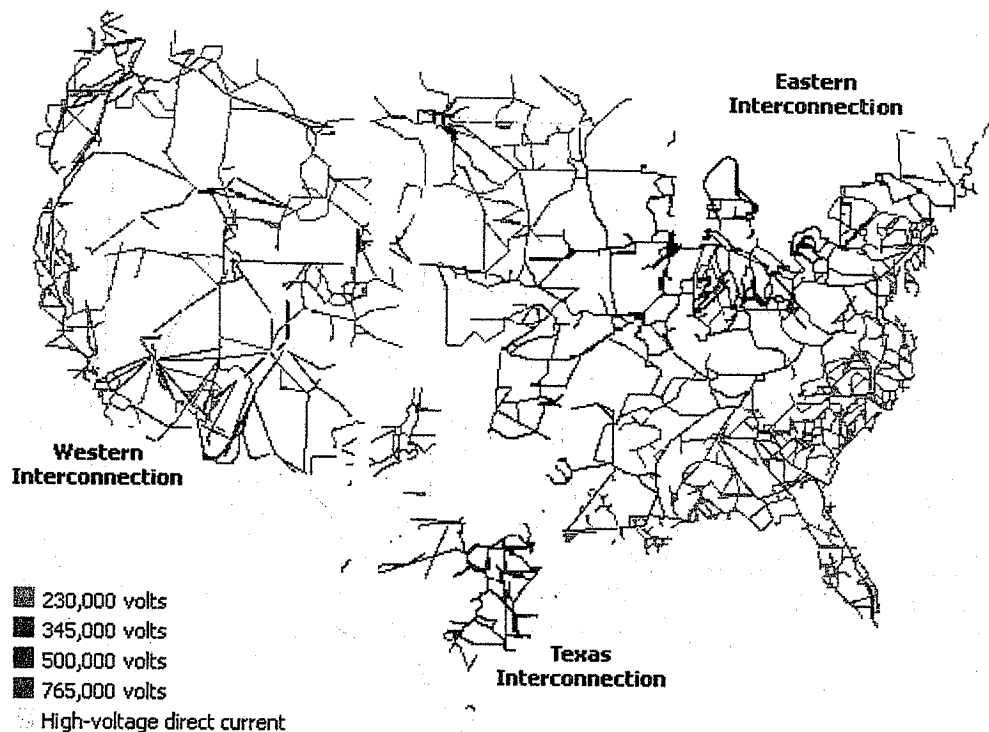 Eastern
Interconnection
Western
Interconnection
Texas
Interconnection
230,000 volts
345,000 volts
500,000 volts
765,000 volts
High-voltage direct current